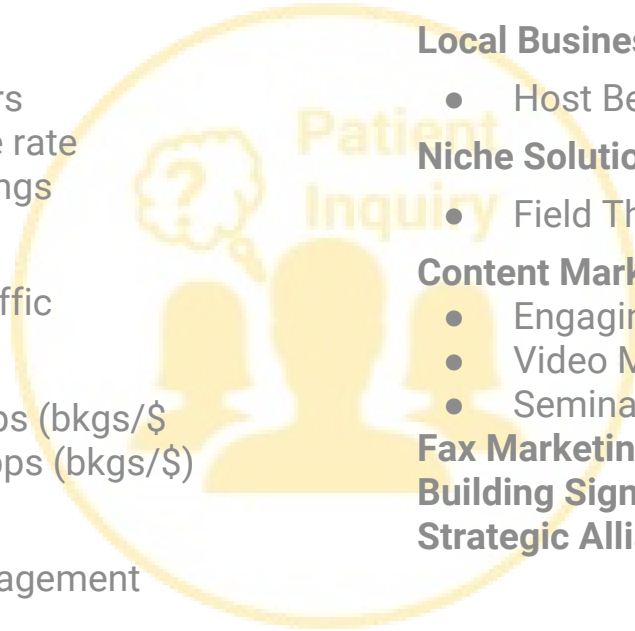 rs
e rate
ngs
ffic
ps (bkgs/$
ops (bkgs/$)
agement
?
Patient
Inquiry
Local Busines
● Host Be
Niche Solutio
● Field Th
Content Mark
● Engagin
● Video M
● Semina
Fax Marketin
Building Sign
Strategic Alli